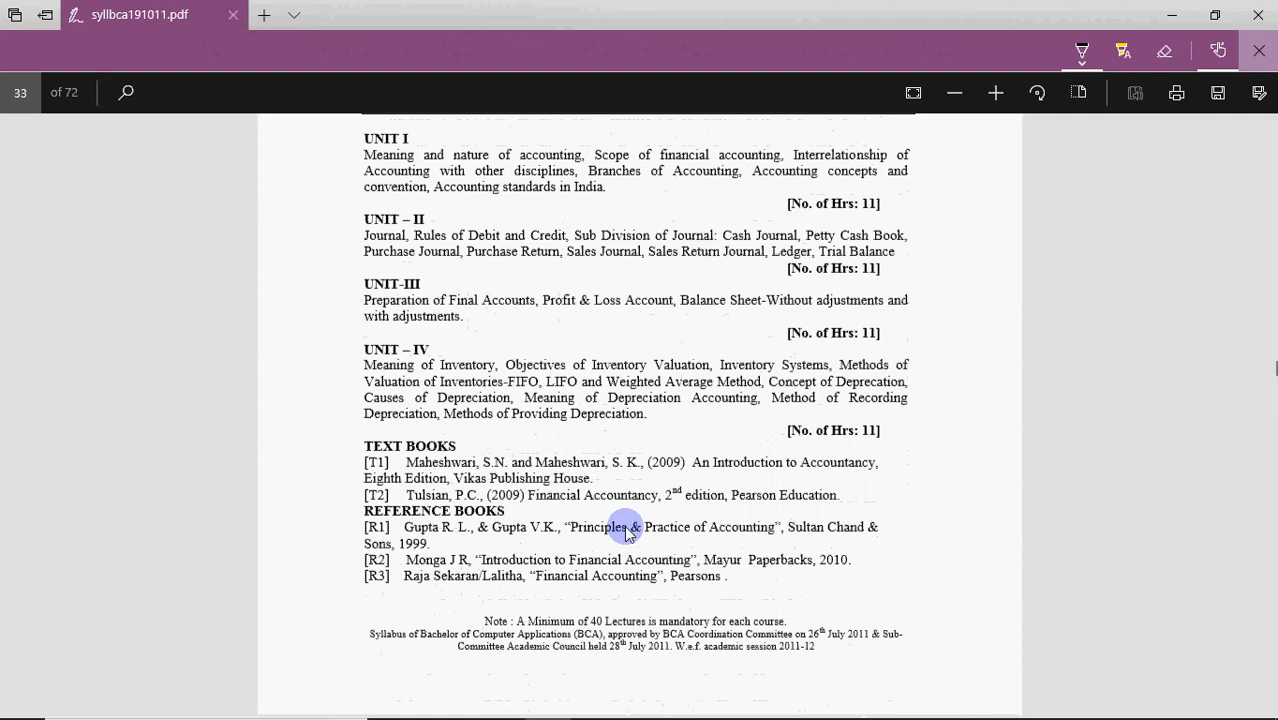 syllbca191011.pdf
33 of 72
UNIT I
Meaning and nature of accounting, Scope of financial accounting, Interrelationship of
Accounting with other disciplines, Branches of Accounting, Accounting concepts and
convention, Accounting standards in India.
[No. of Hrs: 11]
UNIT – II
Journal, Rules of Debit and Credit, Sub Division of Journal: Cash Journal, Petty Cash Book,
Purchase Journal, Purchase Return, Sales Journal, Sales Return Journal, Ledger, Trial Balance
[No. of Hrs: 11]
UNIT-III
Preparation of Final Accounts, Profit & Loss Account, Balance Sheet-Without adjustments and
with adjustments.
[No. of Hrs: 11]
UNIT – IV
Meaning of Inventory, Objectives of Inventory Valuation, Inventory Systems, Methods of
Valuation of Inventories-FIFO, LIFO and Weighted Average Method, Concept of Deprecation,
Causes of Depreciation, Meaning of Depreciation Accounting, Method of Recording
Depreciation, Methods of Providing Depreciation.
[No. of Hrs: 11]
TEXT BOOKS
[T1] Maheshwari, S.N. and Maheshwari, S. K., (2009) An Introduction to Accountancy,
Eighth Edition, Vikas Publishing House.
[T2] Tulsian, P.C., (2009) Financial Accountancy, 2nd edition, Pearson Education.
REFERENCE BOOKS
[R1] Gupta R. L., & Gupta V.K., “Principles & Practice of Accounting”, Sultan Chand &
Sons, 1999.
[R2] Monga J R, “Introduction to Financial Accounting”, Mayur Paperbacks, 2010.
[R3] Raja Sekaran/Lalitha, “Financial Accounting”, Pearsons .
Note : A Minimum of 40 Lectures is mandatory for each course.
Syllabus of Bachelor of Computer Applications (BCA), approved by BCA Coordination Committee on 26th July 2011 & Sub-
Committee Academic Council held 28th July 2011. W.e.f. academic session 2011-12